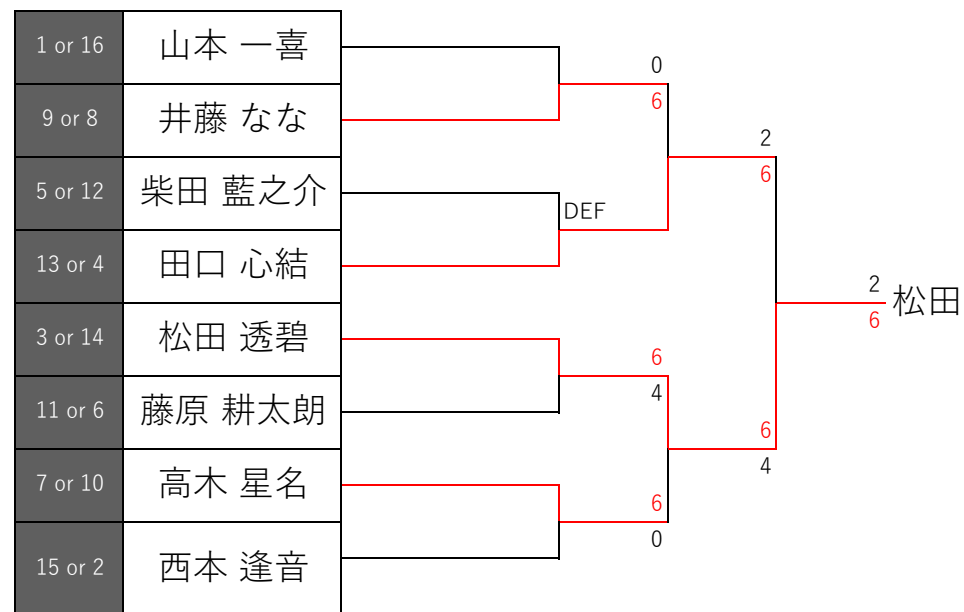 1 or 16 山本 一喜
0
9 or 8 井藤 なな
6
2
5 or 12 柴田 藍之介
6
DEF
13 or 4 田口 心結
2
松田
6
3 or 14 松田 透碧
6
4
11 or 6 藤原 耕太朗
6
4
7 or 10 高木 星名
6
0
15 or 2 西本 逢音